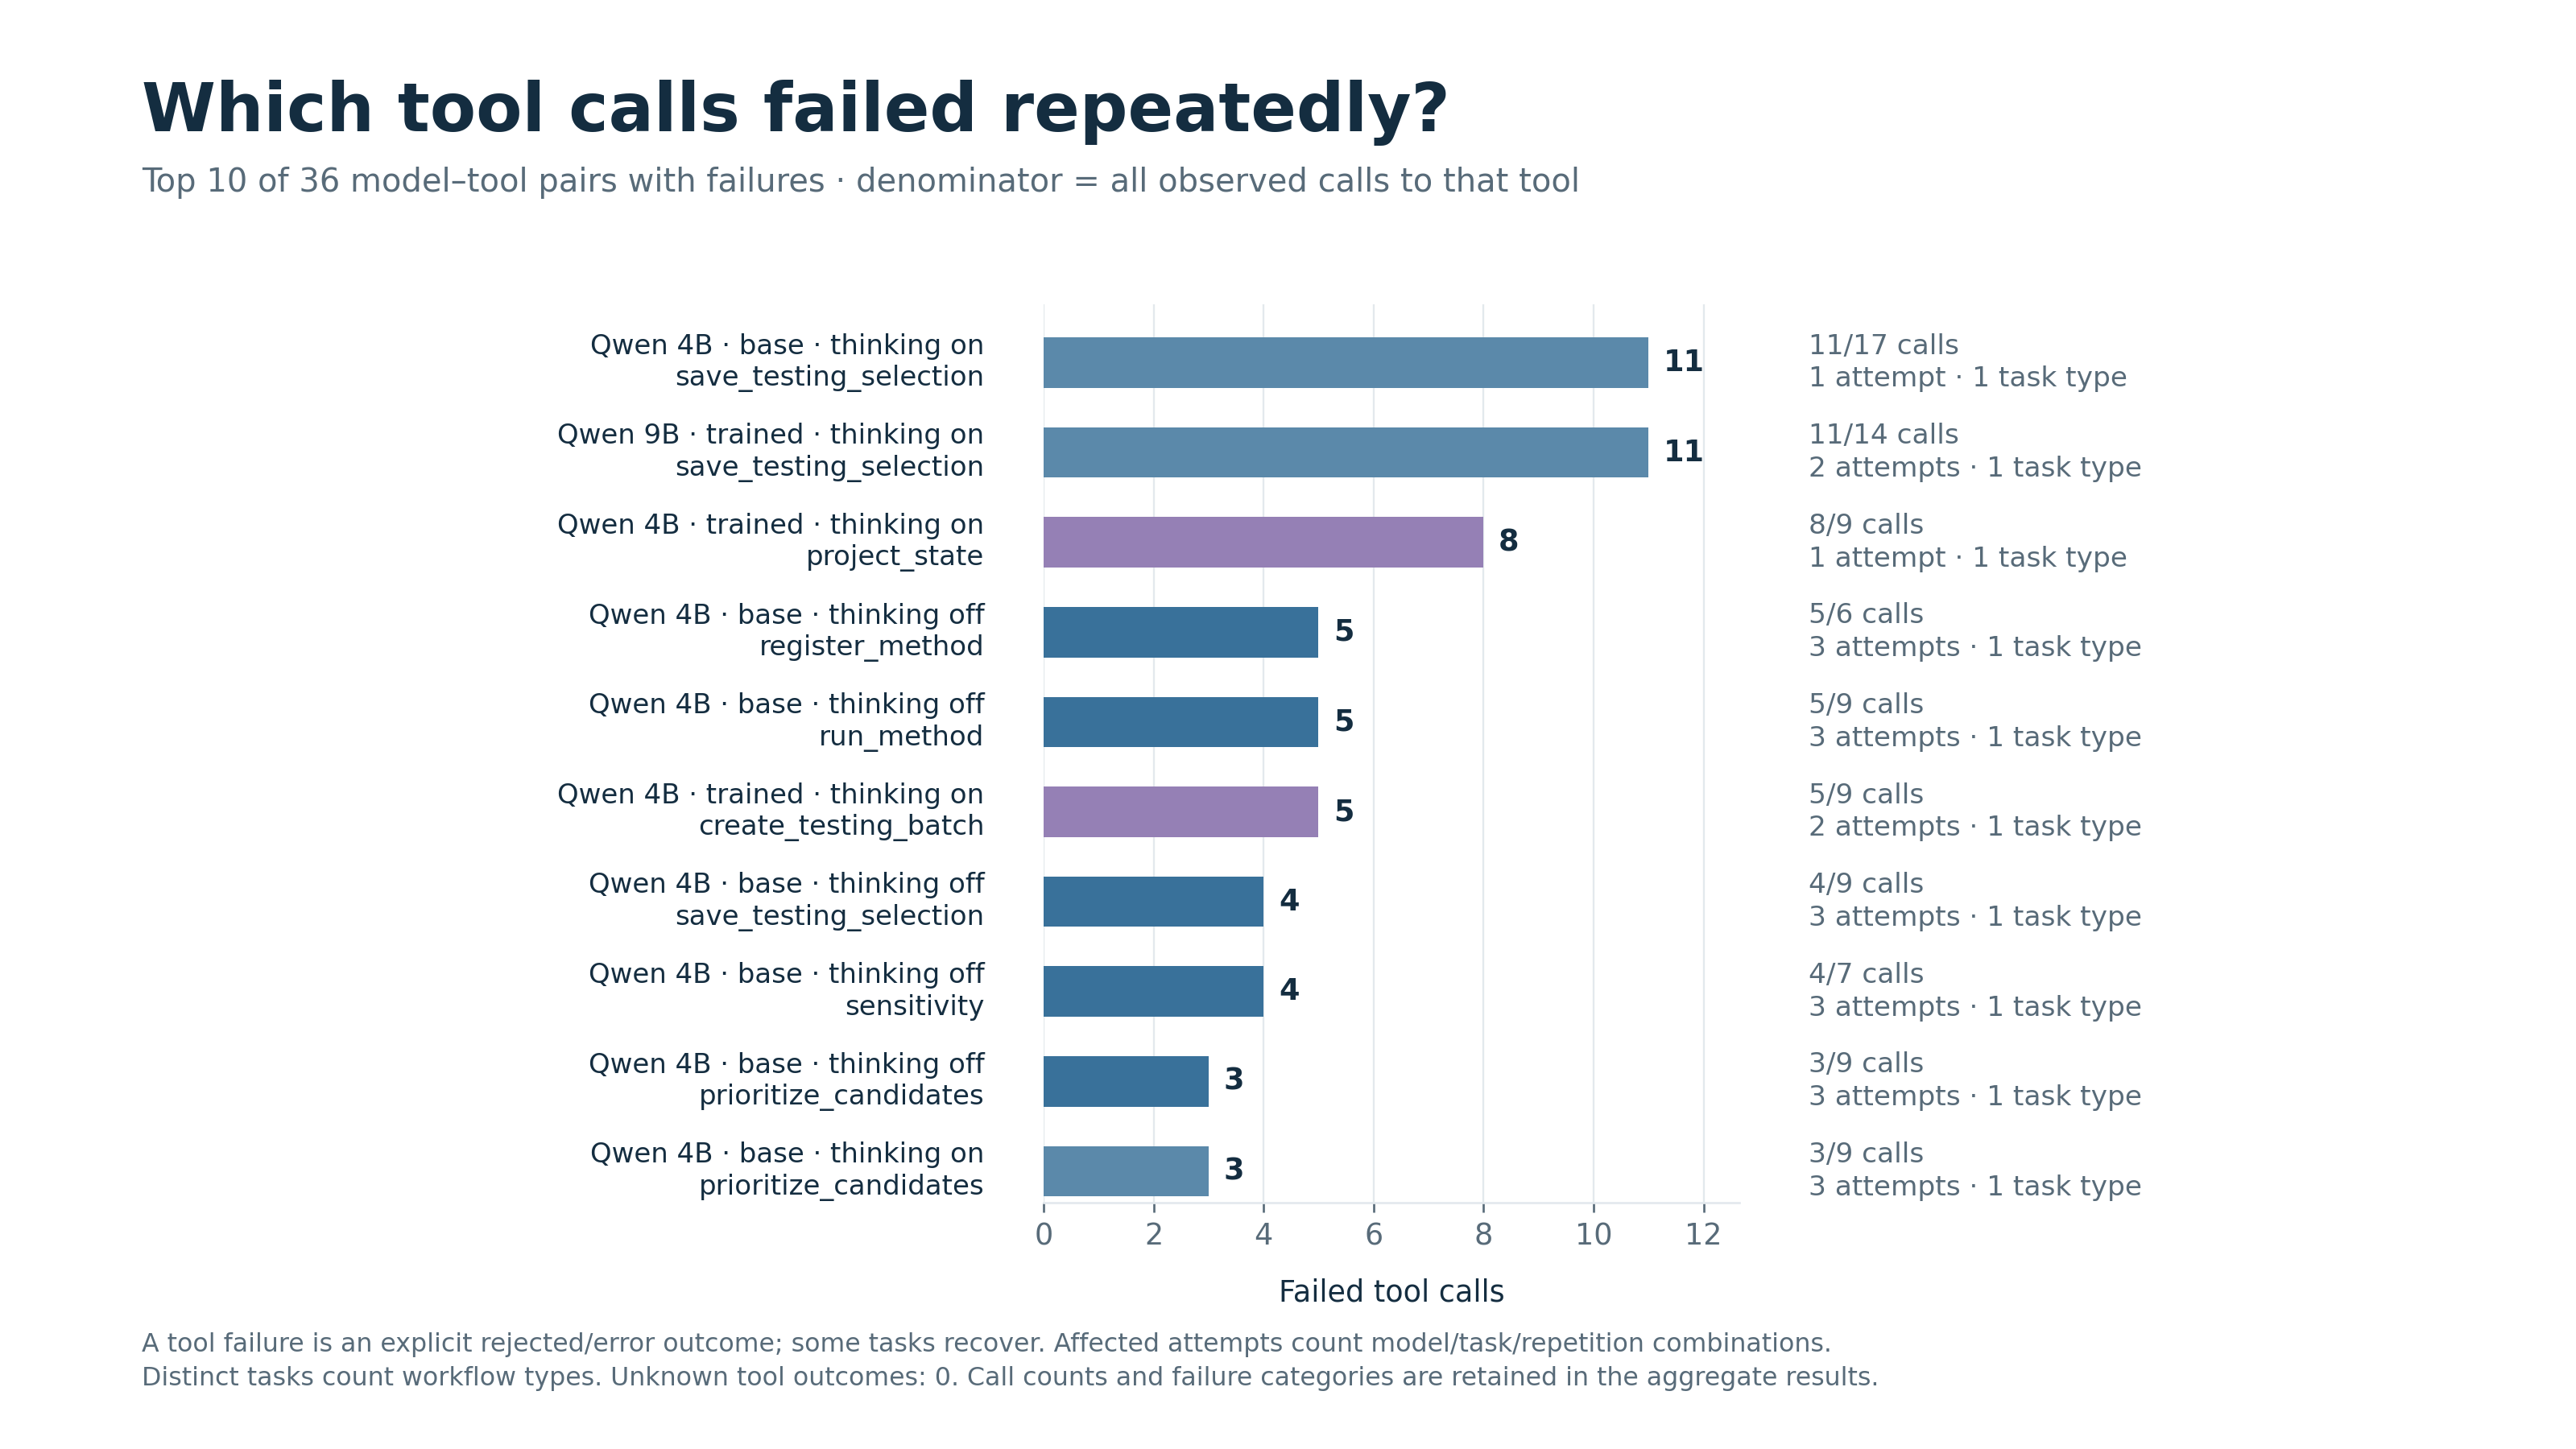 Which tool calls failed repeatedly?
Top 10 of 36 model–tool pairs with failures · denominator = all observed calls to that tool
Qwen 4B · base · thinking on
save_testing_selection
11
11/17 calls
1 attempt · 1 task type
Qwen 9B · trained · thinking on
save_testing_selection
11
11/14 calls
2 attempts · 1 task type
Qwen 4B · trained · thinking on
project_state
8
8/9 calls
1 attempt · 1 task type
Qwen 4B · base · thinking off
register_method
5
5/6 calls
3 attempts · 1 task type
Qwen 4B · base · thinking off
run_method
5
5/9 calls
3 attempts · 1 task type
Qwen 4B · trained · thinking on
create_testing_batch
5
5/9 calls
2 attempts · 1 task type
Qwen 4B · base · thinking off
save_testing_selection
4
4/9 calls
3 attempts · 1 task type
Qwen 4B · base · thinking off
sensitivity
4
4/7 calls
3 attempts · 1 task type
Qwen 4B · base · thinking off
prioritize_candidates
3
3/9 calls
3 attempts · 1 task type
Qwen 4B · base · thinking on
prioritize_candidates
3
3/9 calls
3 attempts · 1 task type
0 2 4 6 8 10 12
Failed tool calls
A tool failure is an explicit rejected/error outcome; some tasks recover. Affected attempts count model/task/repetition combinations.
Distinct tasks count workflow types. Unknown tool outcomes: 0. Call counts and failure categories are retained in the aggregate results.